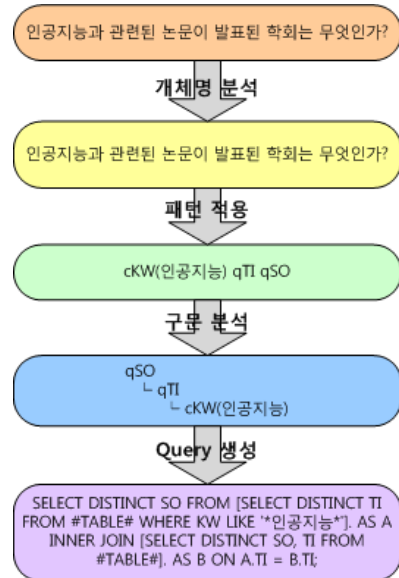 인공지능과 관련된 논문이 발표된 학회는 무엇인가?
개체명 분석
인공지능과 관련된 논문이 발표된 학회는 무엇인가?
패턴 적용
cKW(인공지능) qTI qSO
구문 분석
qSO
└ qTI
└ cKW(인공지능)
Query 생성
SELECT DISTINCT SO FROM [SELECT DISTINCT TI
FROM #TABLE# WHERE KW LIKE '*인공지능*']. AS A
INNER JOIN [SELECT DISTINCT SO, TI FROM
#TABLE#]. AS B ON A.TI = B.TI;